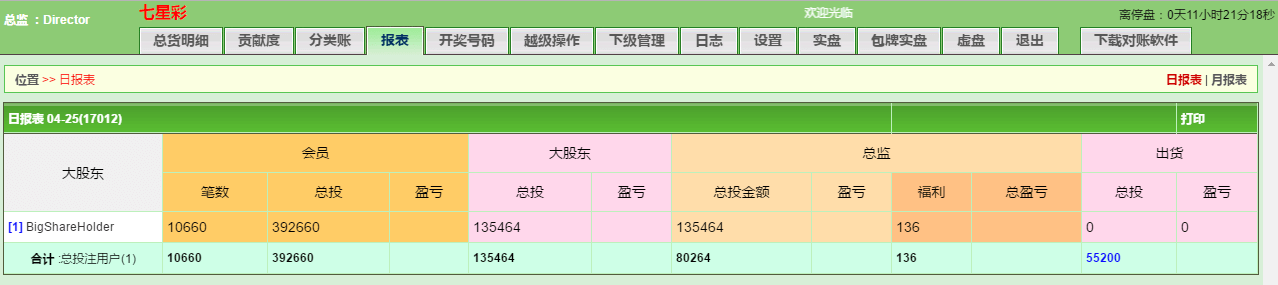 总监 ：Director
七星彩
欢迎光临
离停盘：0天11小时21分18秒
总货明细 贡献度 分类账 报表 开奖号码 越级操作 下级管理 日志 设置 实盘 包牌实盘 虚盘 退出 下载对账软件
位置 >> 日报表 日报表 | 月报表
日报表 04-25(17012) 打印
大股东 会员 大股东 总监 出货
笔数 总投 盈亏 总投 盈亏 总投金额 盈亏 福利 总盈亏 总投 盈亏
[1] BigShareHolder 10660 392660 135464 135464 136 0 0
合计 :总投注用户(1) 10660 392660 135464 80264 136 55200